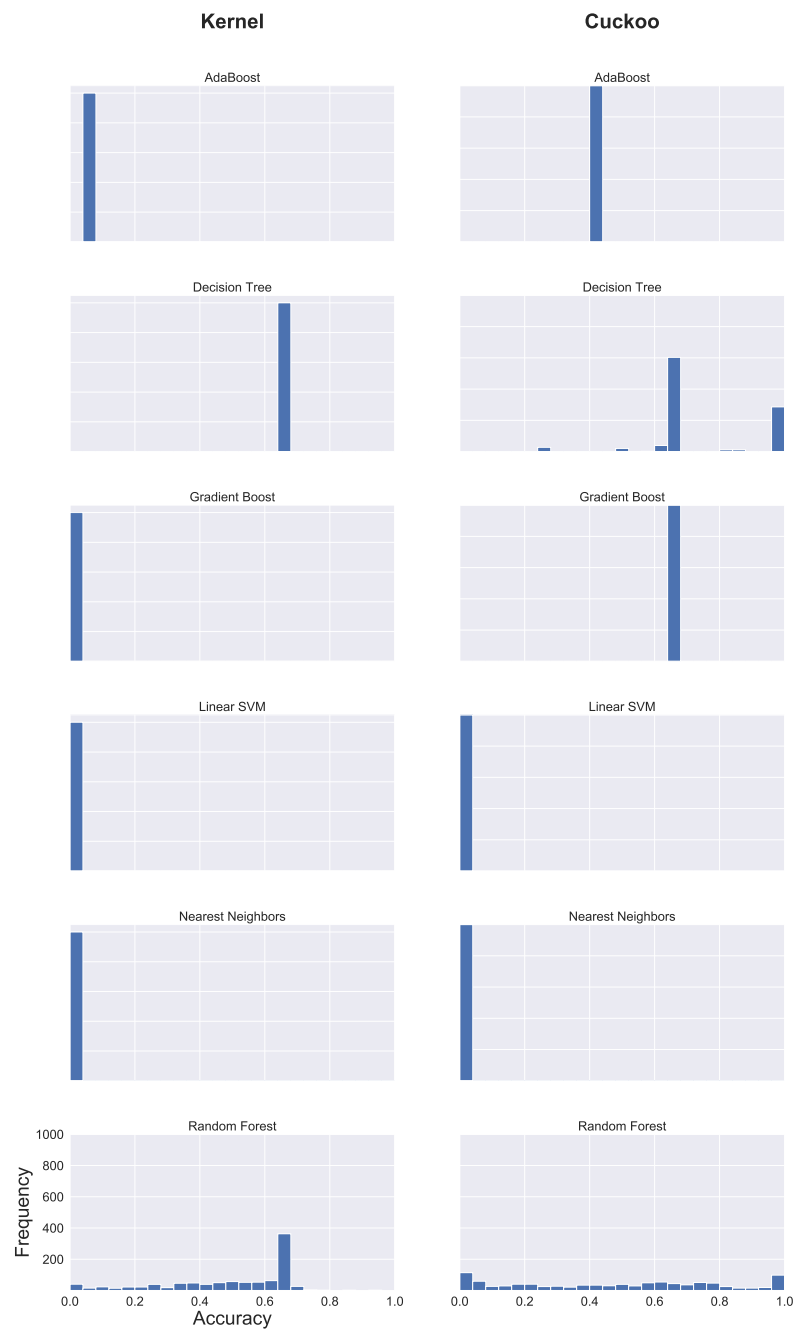 Kernel Cuckoo
AdaBoost AdaBoost
Decision Tree Decision Tree
Gradient Boost Gradient Boost
Linear SVM Linear SVM
Nearest Neighbors Nearest Neighbors
Random Forest Random Forest
1000
800
600
400
200
Frequency
0.0 0.2 0.4 0.6 0.8 1.0 0.0 0.2 0.4 0.6 0.8 1.0
Accuracy